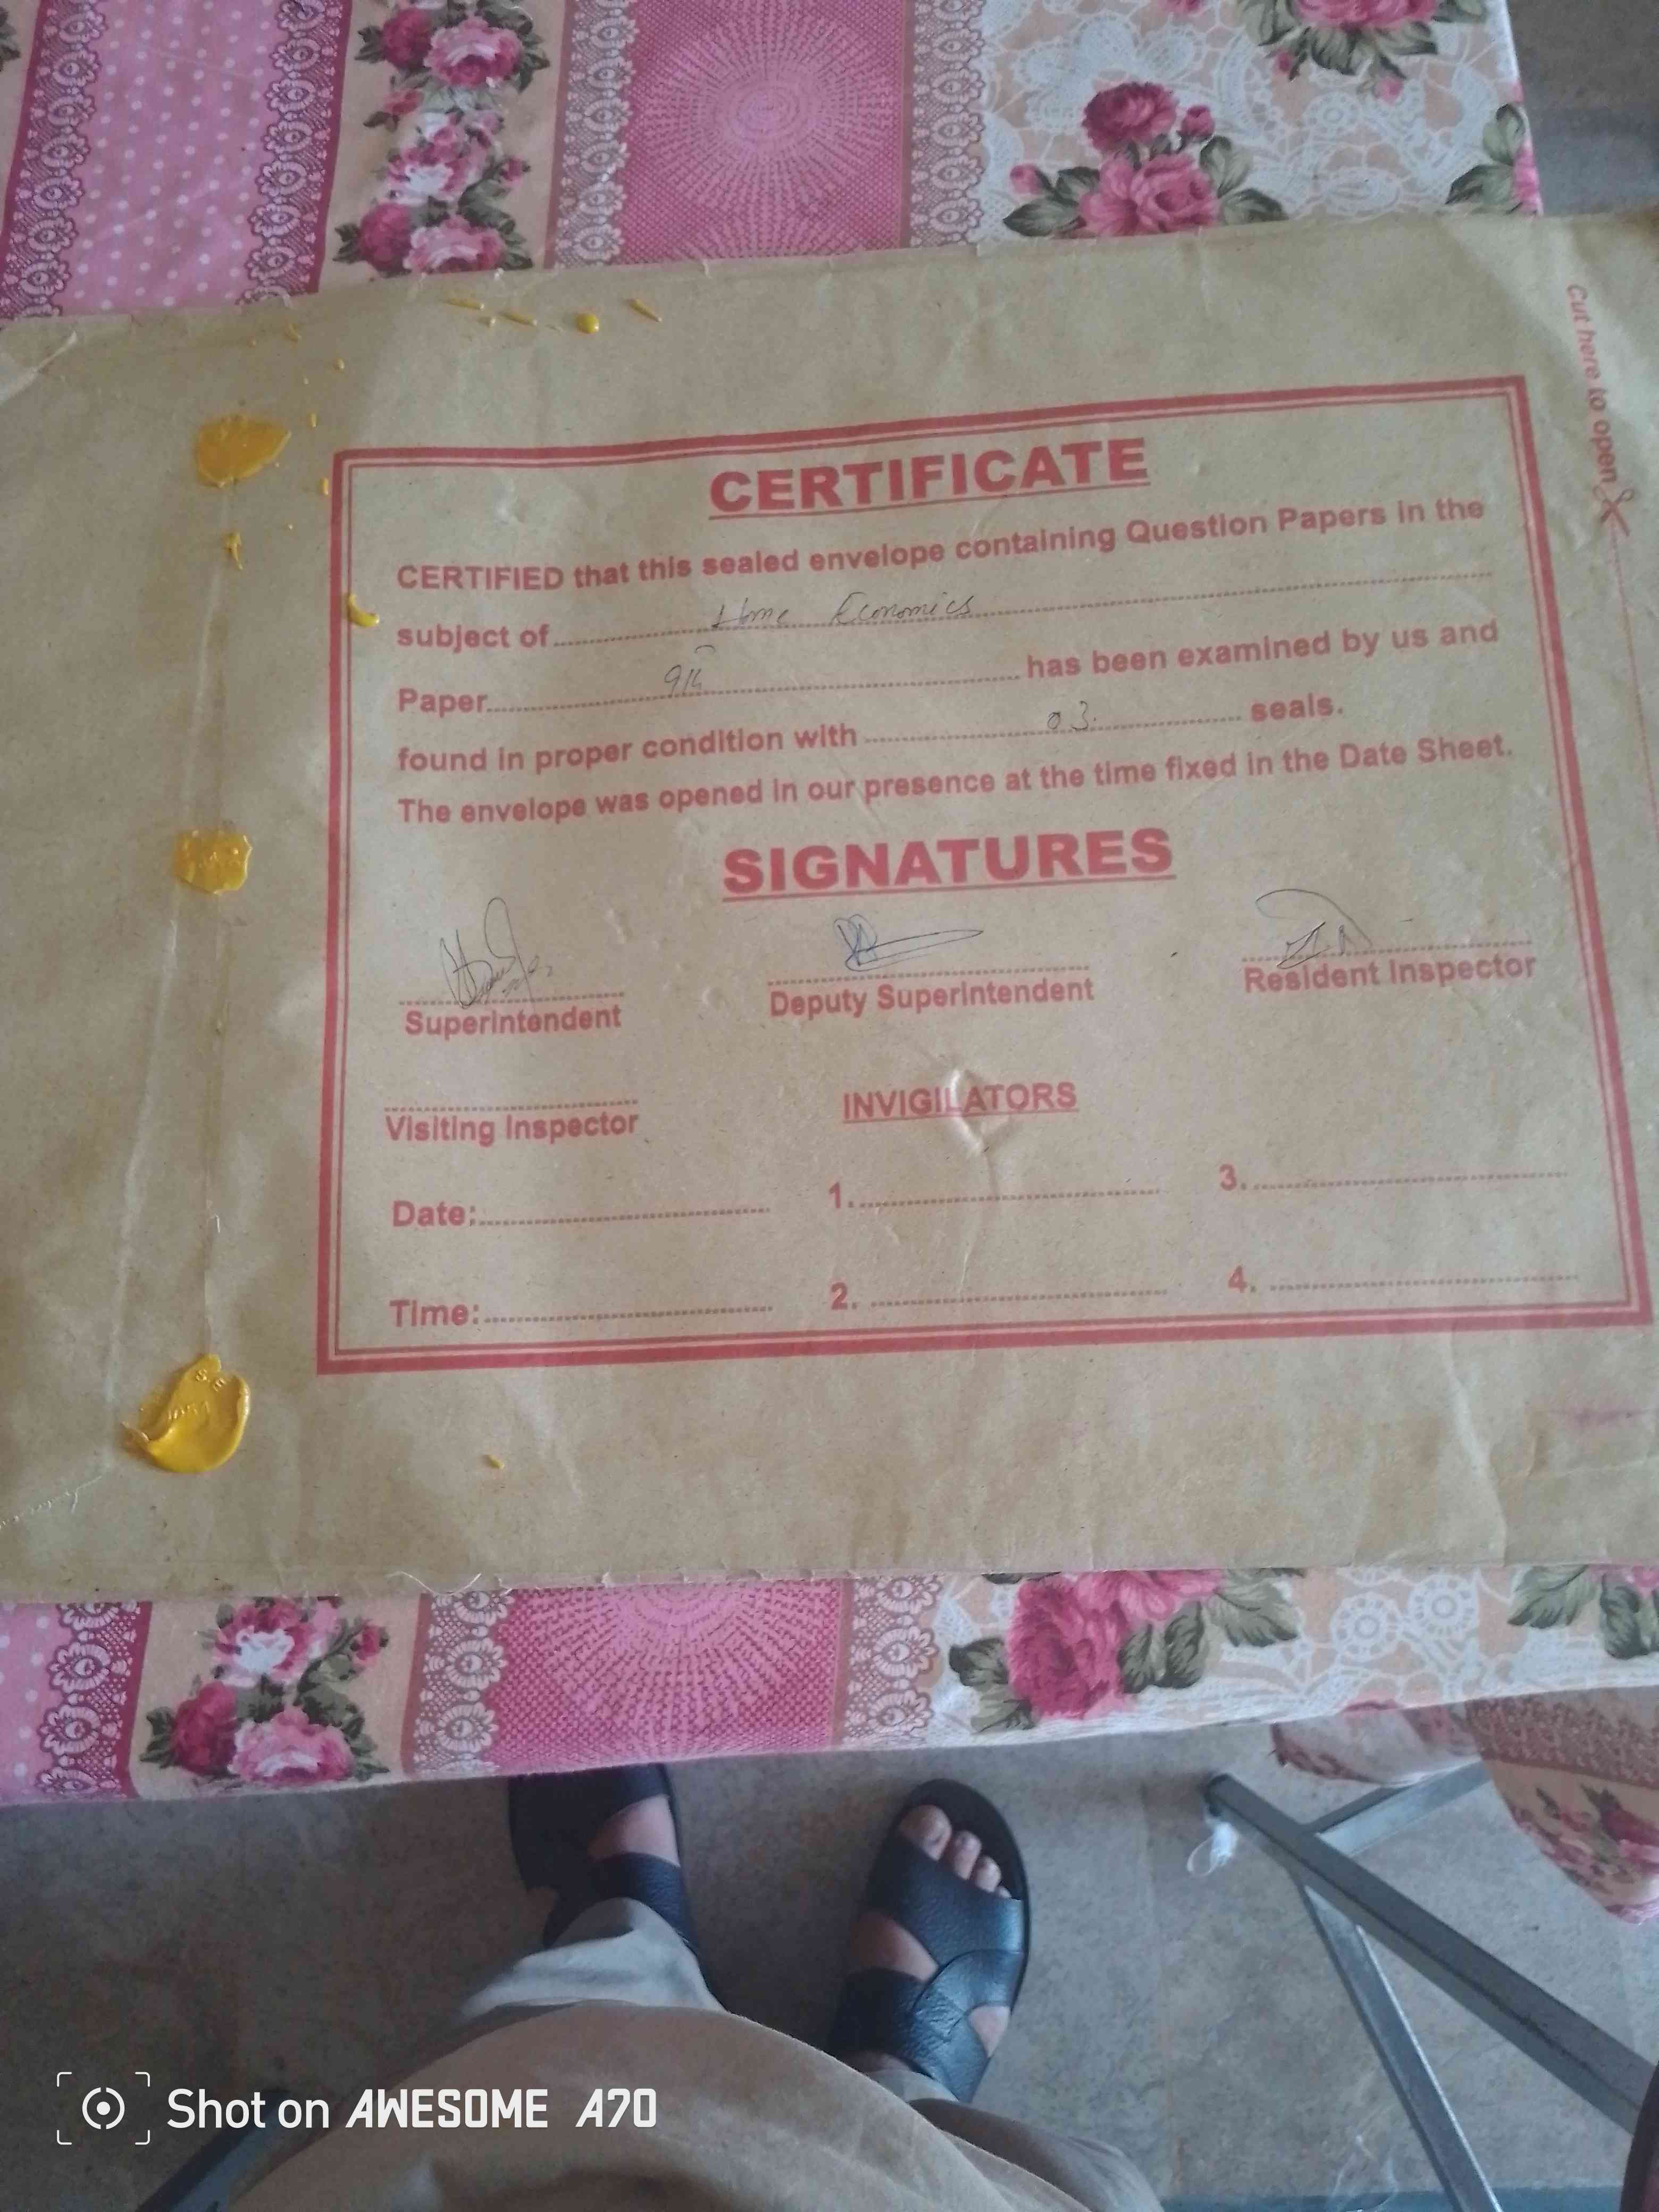 Cut here to open
CERTIFICATE
CERTIFIED that this sealed envelope containing Question Papers in the
subject of Home Economics
Paper 9th has been examined by us and
found in proper condition with 03 seals.
The envelope was opened in our presence at the time fixed in the Date Sheet.
SIGNATURES
Superintendent Deputy Superintendent Resident Inspector
Visiting Inspector INVIGILATORS
Date: 1. 3.
Time: 2. 4.
Shot on AWESOME A70